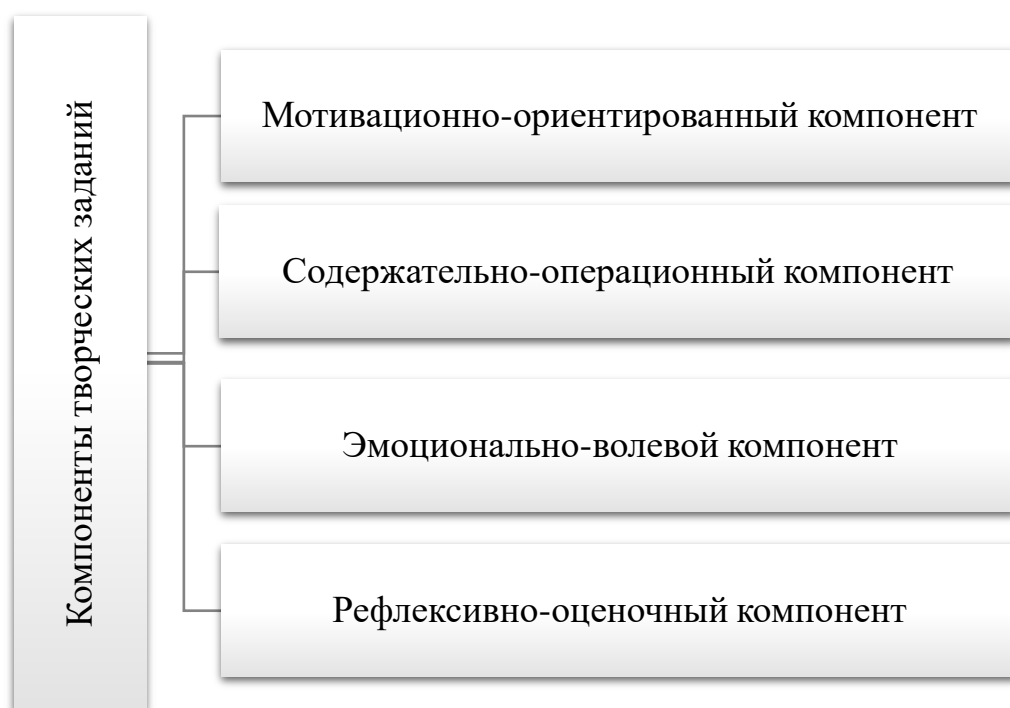 Компоненты творческих заданий
Мотивационно-ориентированный компонент
Содержательно-операционный компонент
Эмоционально-волевой компонент
Рефлексивно-оценочный компонент